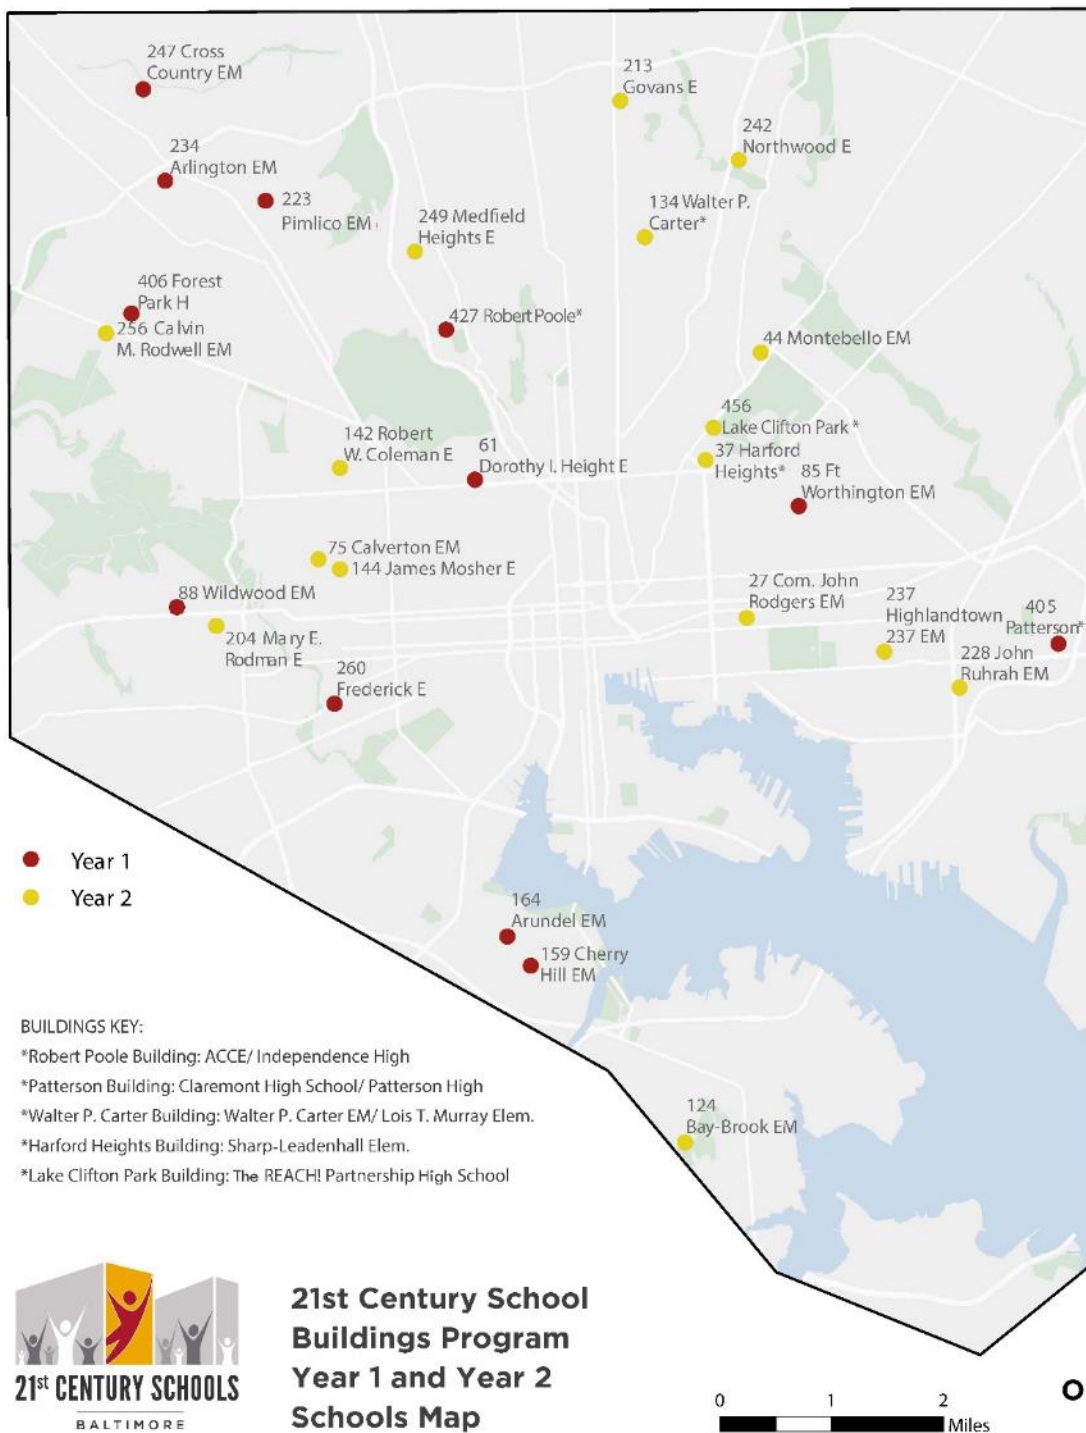 247 Cross
Country EM
213
Govans E
234
Arlington EM
242
Northwood E
223
Pimlico EM
249 Medfield
Heights E
134 Walter P.
Carter*
406 Forest
Park H
256 Calvin
M. Rodwell EM
427 Robert Poole*
44 Montebello EM
456
Lake Clifton Park *
142 Robert
W. Coleman E
61
Dorothy I. Height E
37 Harford
Heights*
85 Ft
Worthington EM
75 Calverton EM
144 James Mosher E
88 Wildwood EM
27 Com. John
Rodgers EM
237
Highlandtown
237 EM
405
Patterson*
204 Mary E.
Rodman E
228 John
Ruhrah EM
260
Frederick E
Year 1
Year 2
164
Arundel EM
159 Cherry
Hill EM
BUILDINGS KEY:
*Robert Poole Building: ACCE/ Independence High
*Patterson Building: Claremont High School/ Patterson High
*Walter P. Carter Building: Walter P. Carter EM/ Lois T. Murray Elem.
*Harford Heights Building: Sharp-Leadenhall Elem.
*Lake Clifton Park Building: The REACH! Partnership High School
124
Bay-Brook EM
21st CENTURY SCHOOLS
BALTIMORE
21st Century School
Buildings Program
Year 1 and Year 2
Schools Map
0 1 2
Miles
O